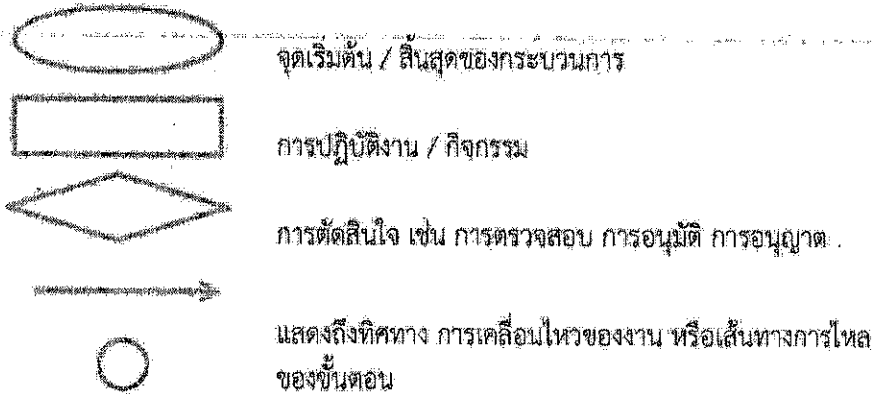 จุดเริ่มต้น / สิ้นสุดของกระบวนการ
การปฏิบัติงาน / กิจกรรม
การตัดสินใจ เช่น การตรวจสอบ การอนุมัติ การอนุญาต .
แสดงถึงทิศทาง การเคลื่อนไหวของงาน หรือเส้นทางการไหล
ของขั้นตอน